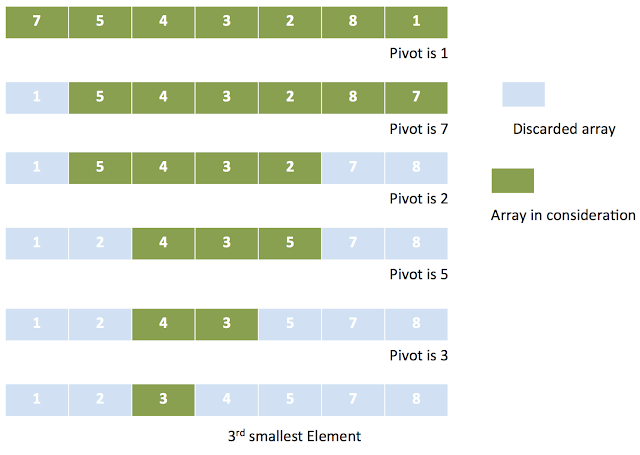 7 5 4 3 2 8 1
Pivot is 1
1 5 4 3 2 8 7
Pivot is 7
Discarded array
1 5 4 3 2 7 8
Pivot is 2
Array in consideration
1 2 4 3 5 7 8
Pivot is 5
1 2 4 3 5 7 8
Pivot is 3
1 2 3 4 5 7 8
3rd smallest Element